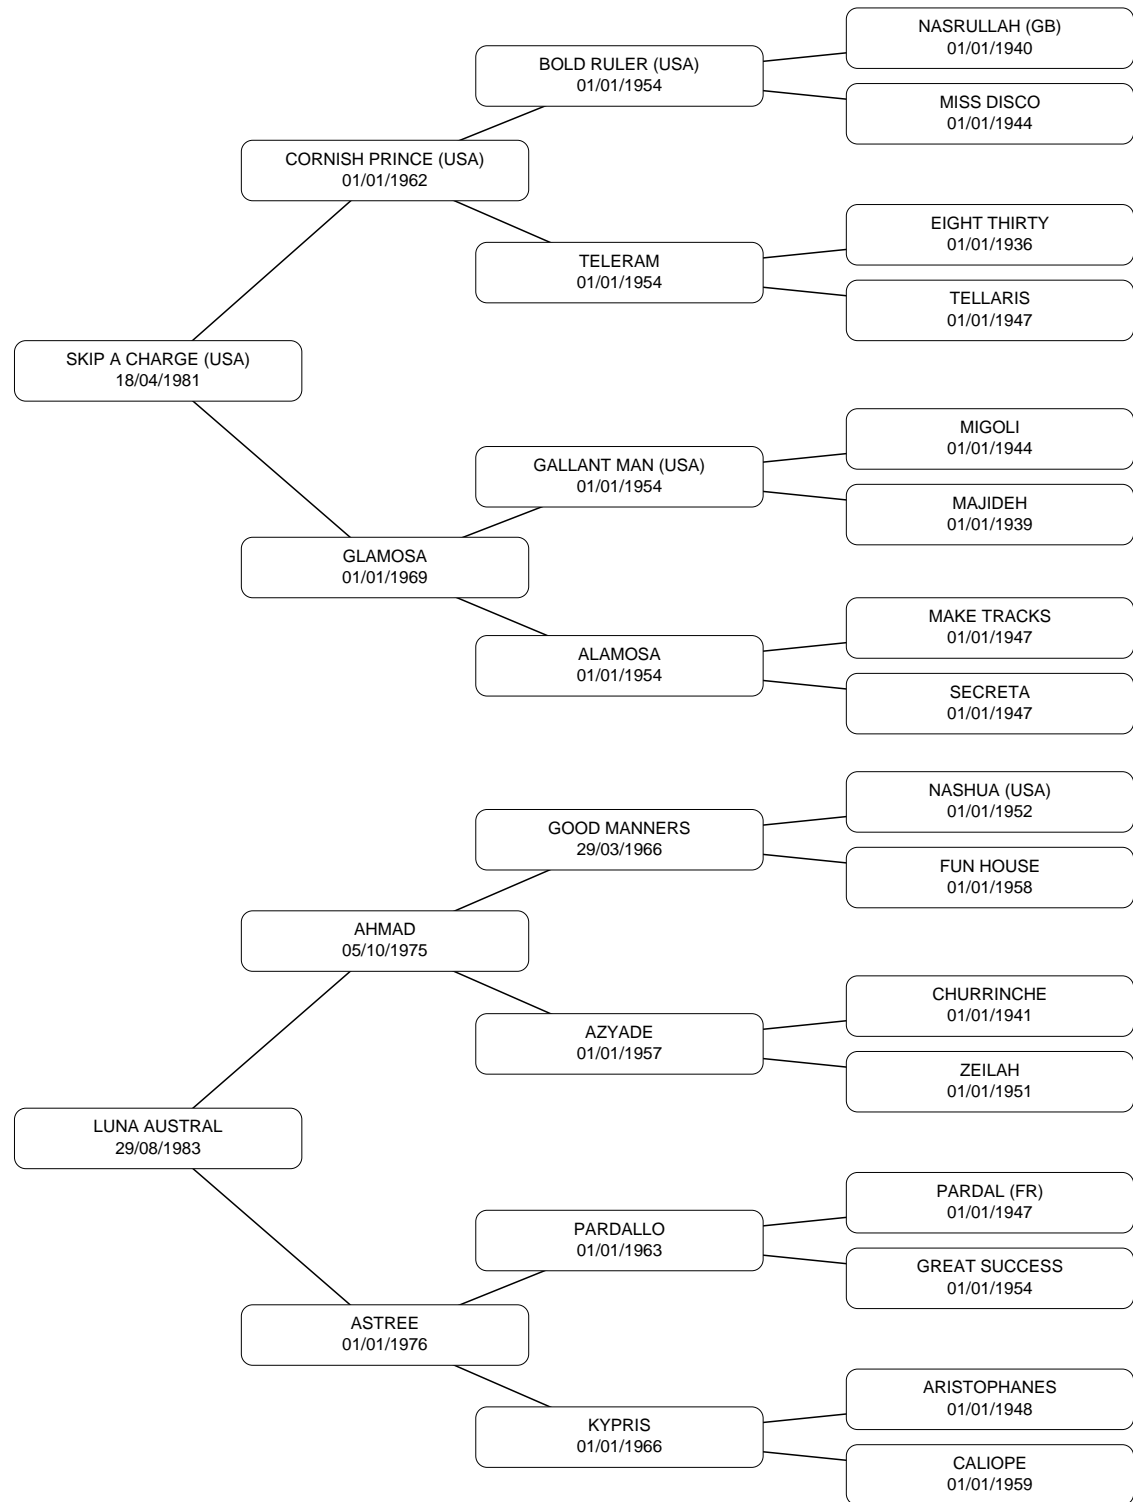 NASRULLAH (GB)
01/01/1940
BOLD RULER (USA)
01/01/1954
MISS DISCO
01/01/1944
CORNISH PRINCE (USA)
01/01/1962
EIGHT THIRTY
01/01/1936
TELERAM
01/01/1954
TELLARIS
01/01/1947
SKIP A CHARGE (USA)
18/04/1981
MIGOLI
01/01/1944
GALLANT MAN (USA)
01/01/1954
MAJIDEH
01/01/1939
GLAMOSA
01/01/1969
MAKE TRACKS
01/01/1947
ALAMOSA
01/01/1954
SECRETA
01/01/1947
NASHUA (USA)
01/01/1952
GOOD MANNERS
29/03/1966
FUN HOUSE
01/01/1958
AHMAD
05/10/1975
CHURRINCHE
01/01/1941
AZYADE
01/01/1957
ZEILAH
01/01/1951
LUNA AUSTRAL
29/08/1983
PARDAL (FR)
01/01/1947
PARDALLO
01/01/1963
GREAT SUCCESS
01/01/1954
ASTREE
01/01/1976
ARISTOPHANES
01/01/1948
KYPRIS
01/01/1966
CALIOPE
01/01/1959